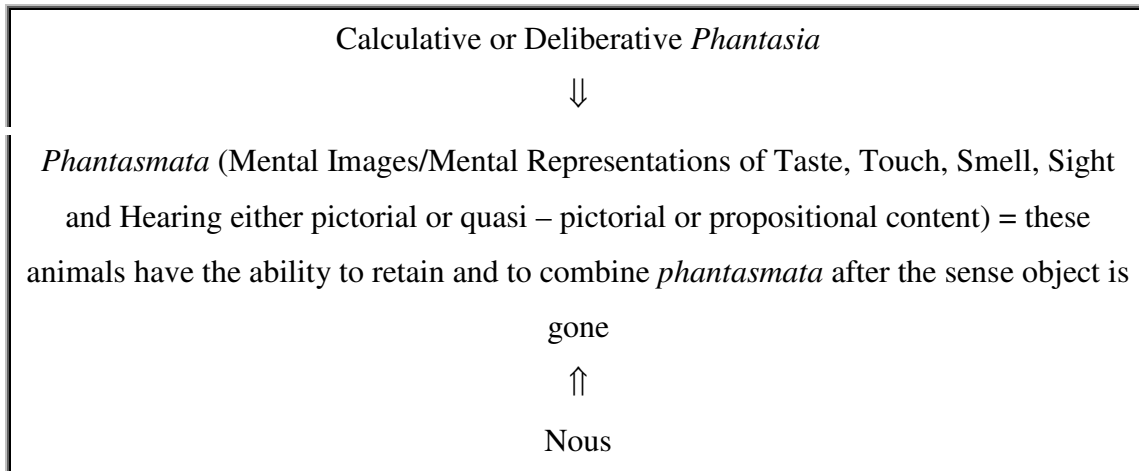 Calculative or Deliberative Phantasia
⇓
Phantasmata (Mental Images/Mental Representations of Taste, Touch, Smell, Sight
and Hearing either pictorial or quasi – pictorial or propositional content) = these
animals have the ability to retain and to combine phantasmata after the sense object is
gone
⇑
Nous